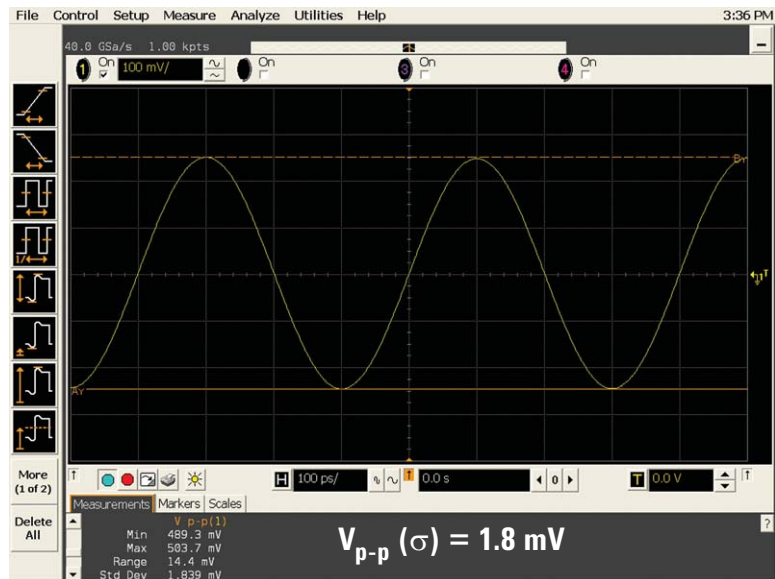 File Control Setup Measure Analyze Utilities Help 3:36 PM
40.0 GSa/s 1.00 kpts
1 On 100 mV/ On 3 On 4 On
By
T
Ay
More
(1 of 2)
Delete
All
H 100 ps/ 0.0 s 0 T 0.0 V
Measurements Markers Scales
V p-p(1)
Min 489.3 mV
Max 503.7 mV
Range 14.4 mV
Std Dev 1.839 mV
?
Vp-p (σ) = 1.8 mV